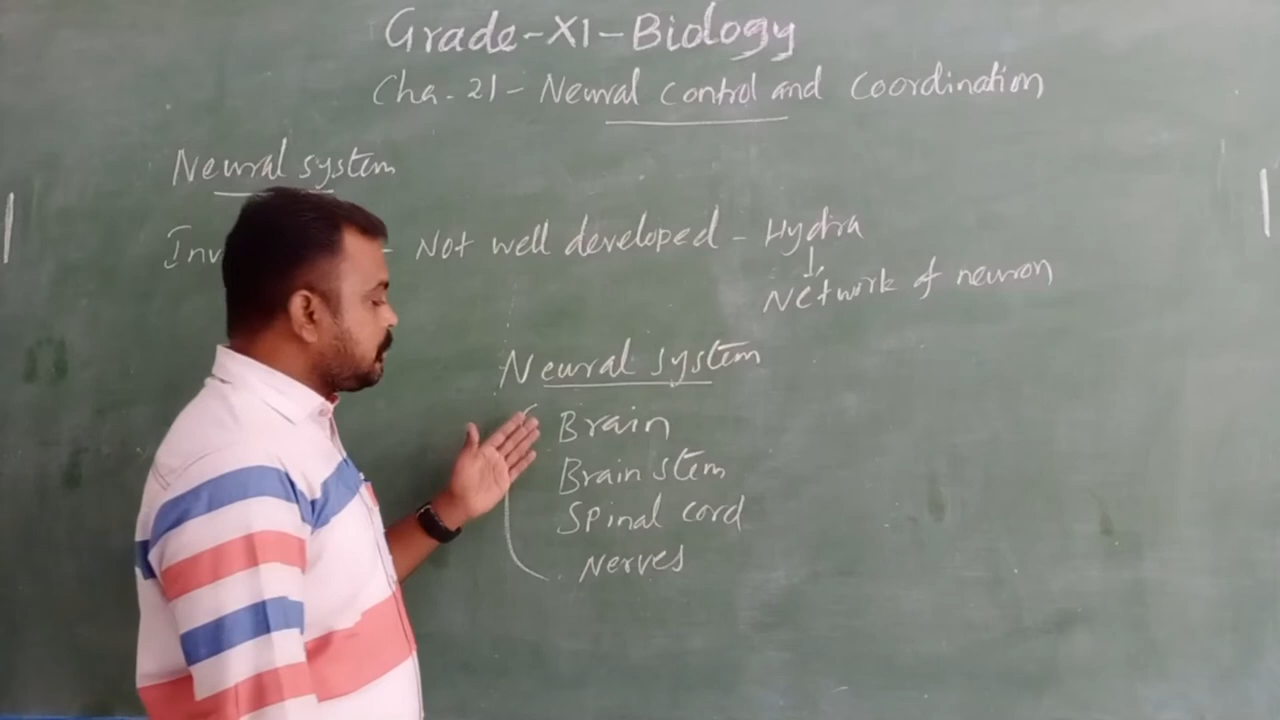 Grade-XI-Biology
Cha. 21 - Neural control and Coordination
Neural system
- Not well developed - Hydra
Network of neuron
Neural system
Brain
Brain stem
Spinal cord
Nerves